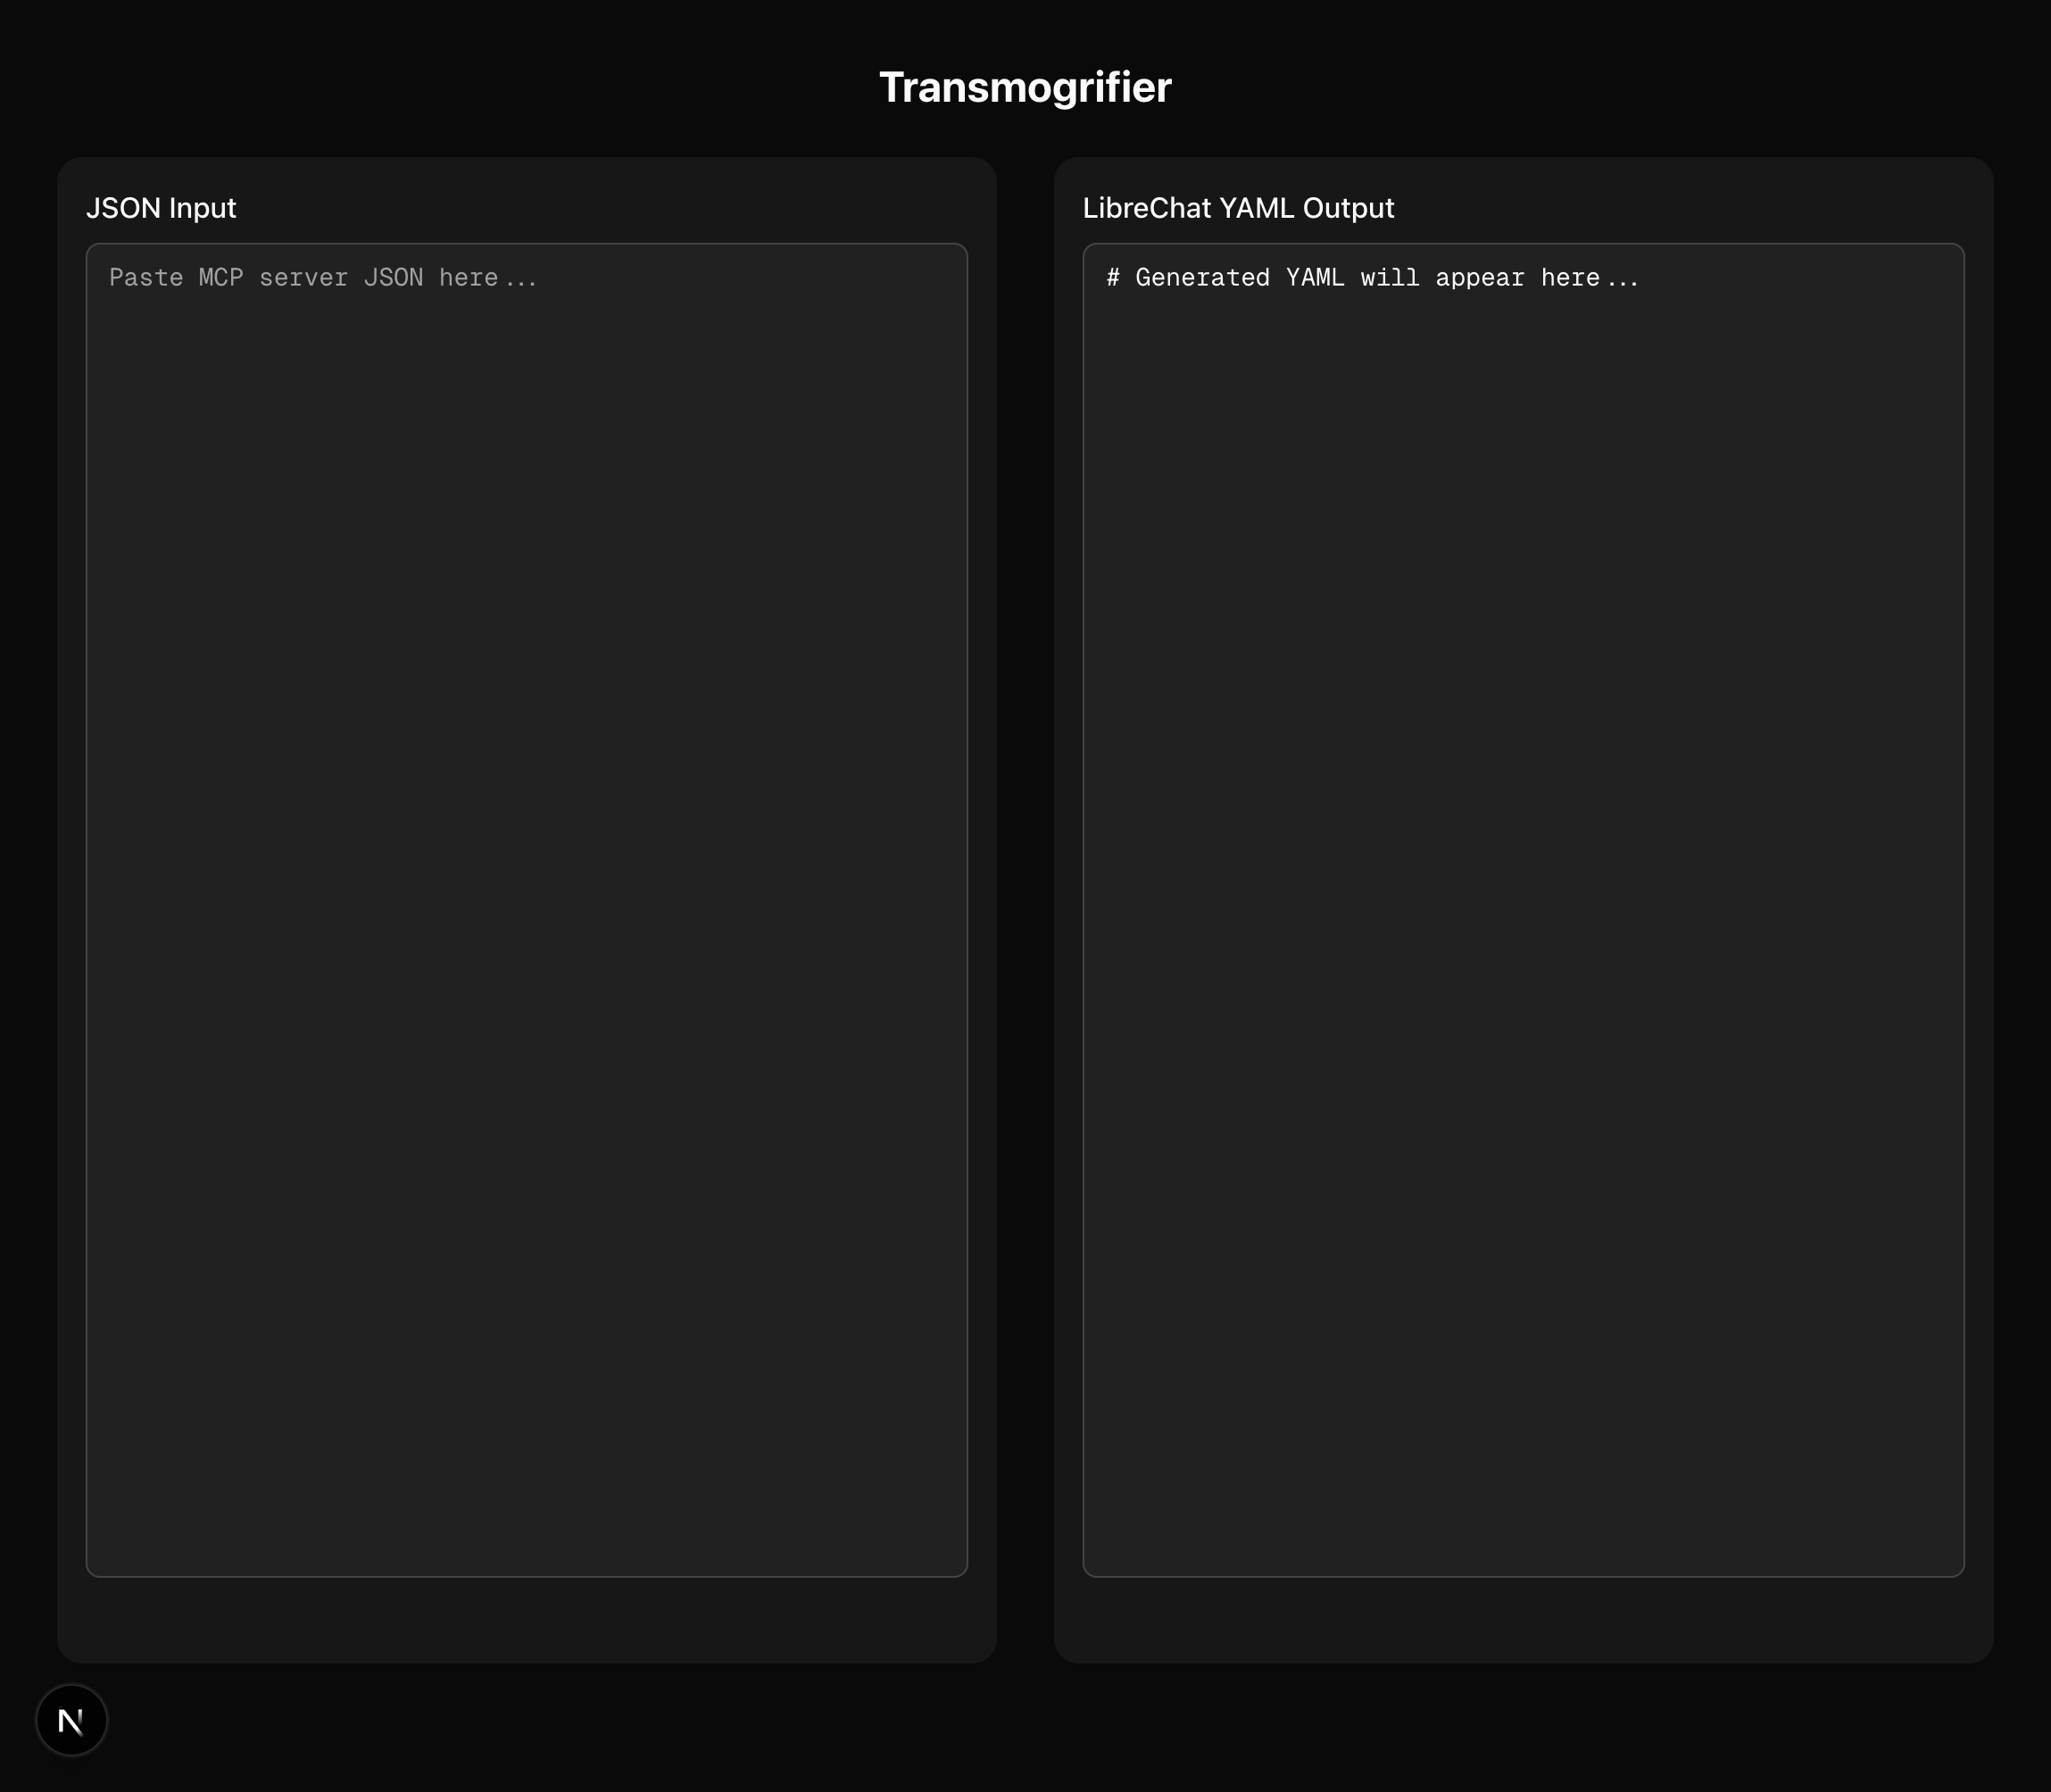 Transmogrifier
JSON Input
Paste MCP server JSON here...
LibreChat YAML Output
# Generated YAML will appear here...
N